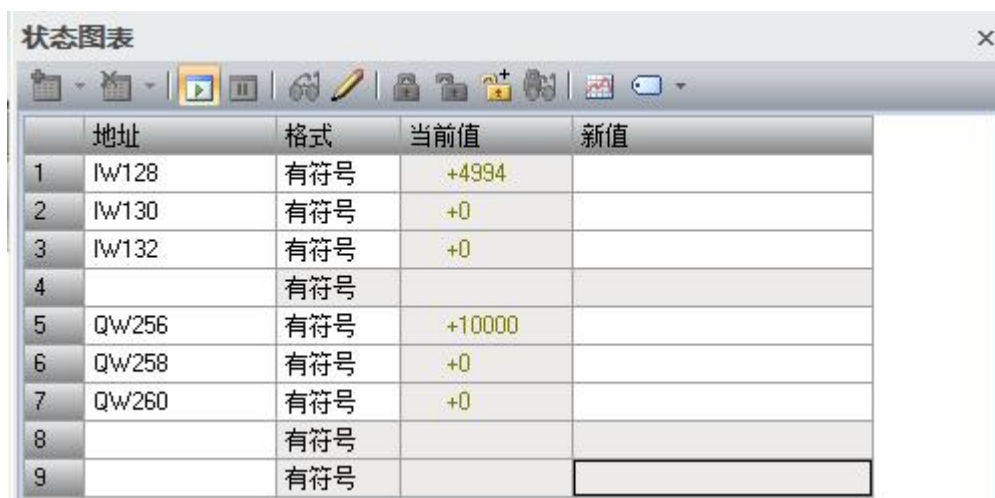 状态图表
地址 格式 当前值 新值
1 IW128 有符号 +4994
2 IW130 有符号 +0
3 IW132 有符号 +0
4 有符号
5 QW256 有符号 +10000
6 QW258 有符号 +0
7 QW260 有符号 +0
8 有符号
9 有符号